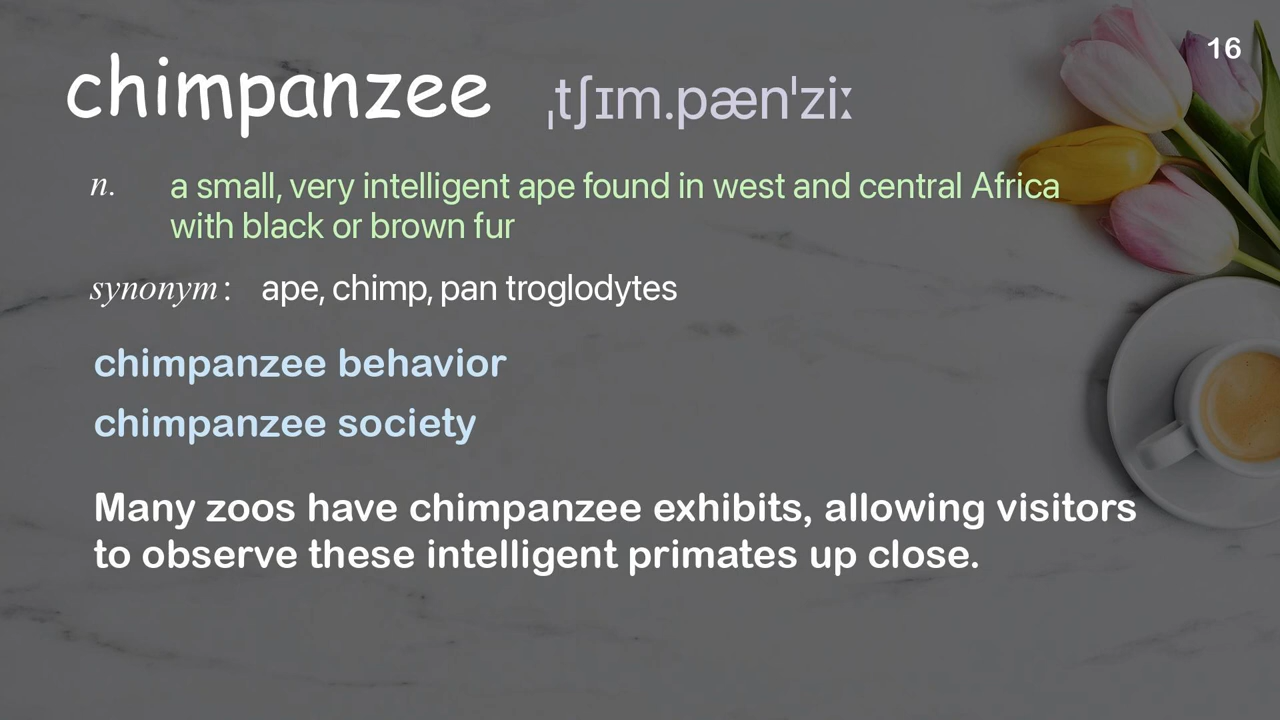 16
chimpanzee ˌtʃɪm.pænˈziː
n. a small, very intelligent ape found in west and central Africa
with black or brown fur
synonym: ape, chimp, pan troglodytes
chimpanzee behavior
chimpanzee society
Many zoos have chimpanzee exhibits, allowing visitors
to observe these intelligent primates up close.